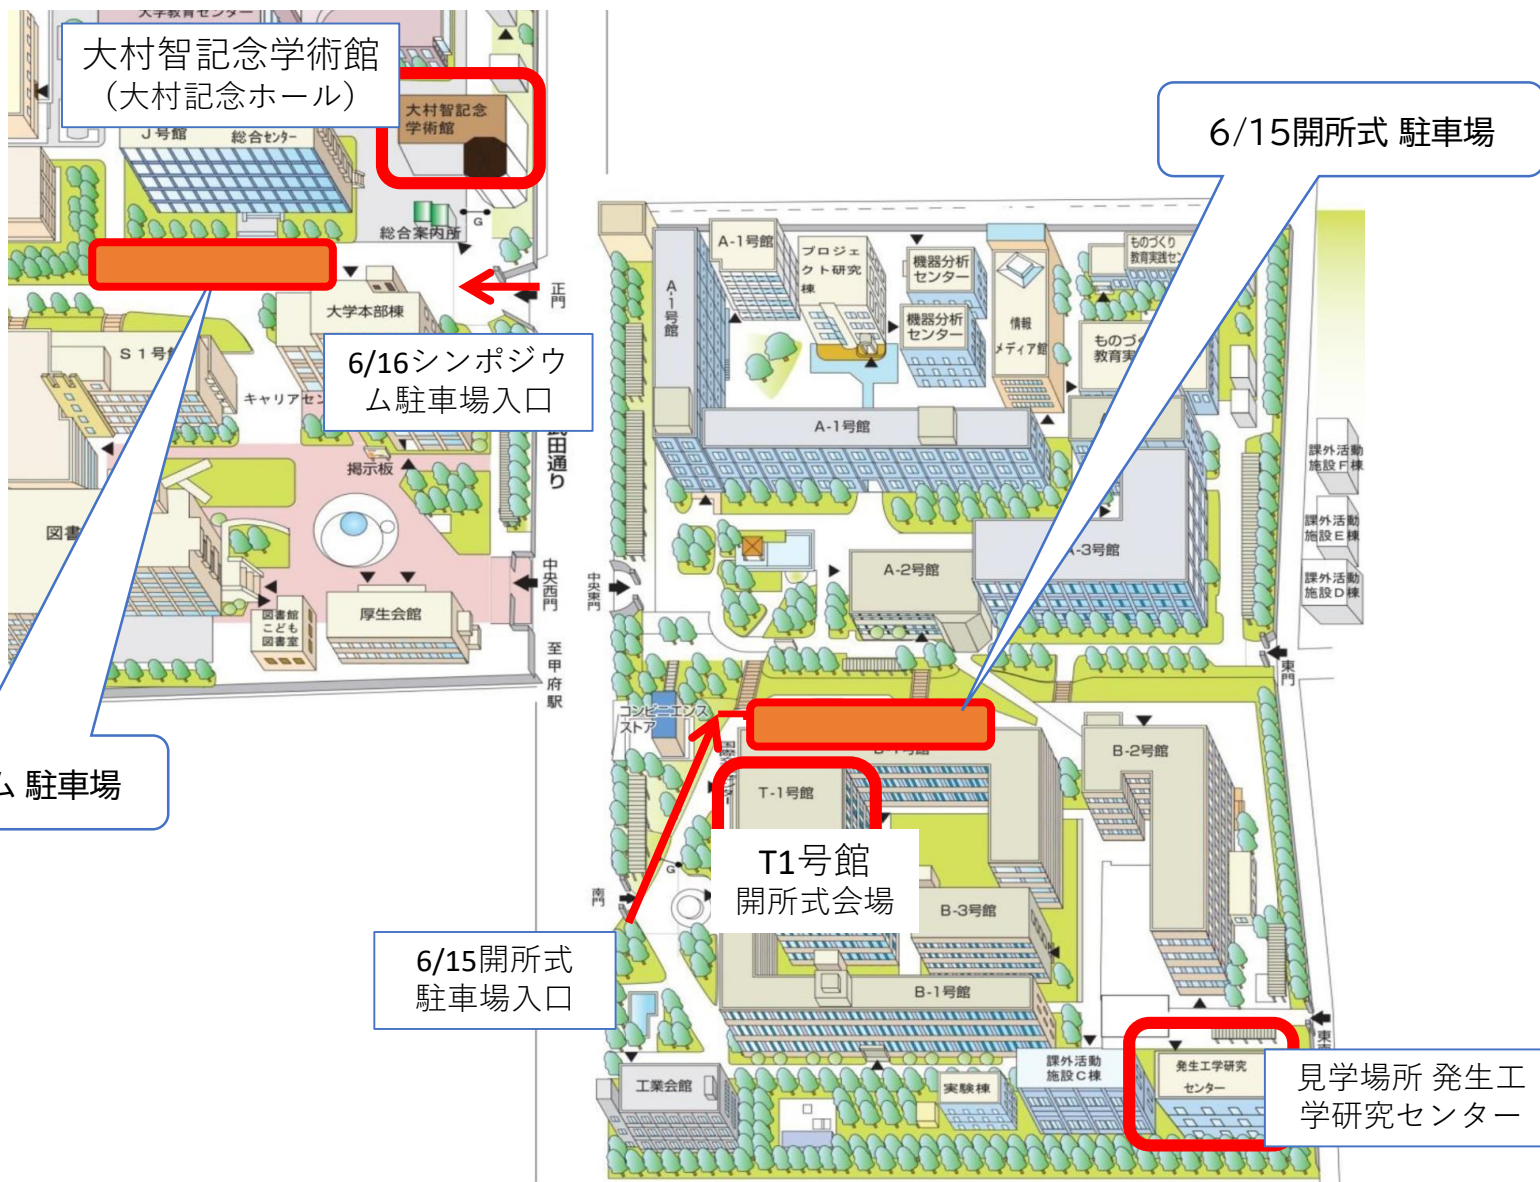 大学教育センター
大村智記念学術館
（大村記念ホール）
大村智記念
学術館
J号館
総合センター
総合案内所
G
正門
大学本部棟
S1号館
6/16シンポジウ
ム駐車場入口
キャリアセン
武田通り
掲示板
図書
中央西門
中央東門
図書館
こども
図書室
厚生会館
至甲府駅
ム 駐車場
6/15開所式 駐車場
A-1号館
A-1号館
プロジェ
クト研究
棟
機器分析
センター
機器分析
センター
情報
メディア館
ものづくり
教育実践セン
ものづく
教育実
A-1号館
A-2号館
A-3号館
課外活動
施設F棟
課外活動
施設E棟
課外活動
施設D棟
東門
コンビニエンス
ストア
B-1号館
B-2号館
T-1号館
T1号館
開所式会場
南門
G
B-3号館
6/15開所式
駐車場入口
B-1号館
工業会館
実験棟
課外活動
施設C棟
発生工学研究
センター
見学場所 発生工
学研究センター